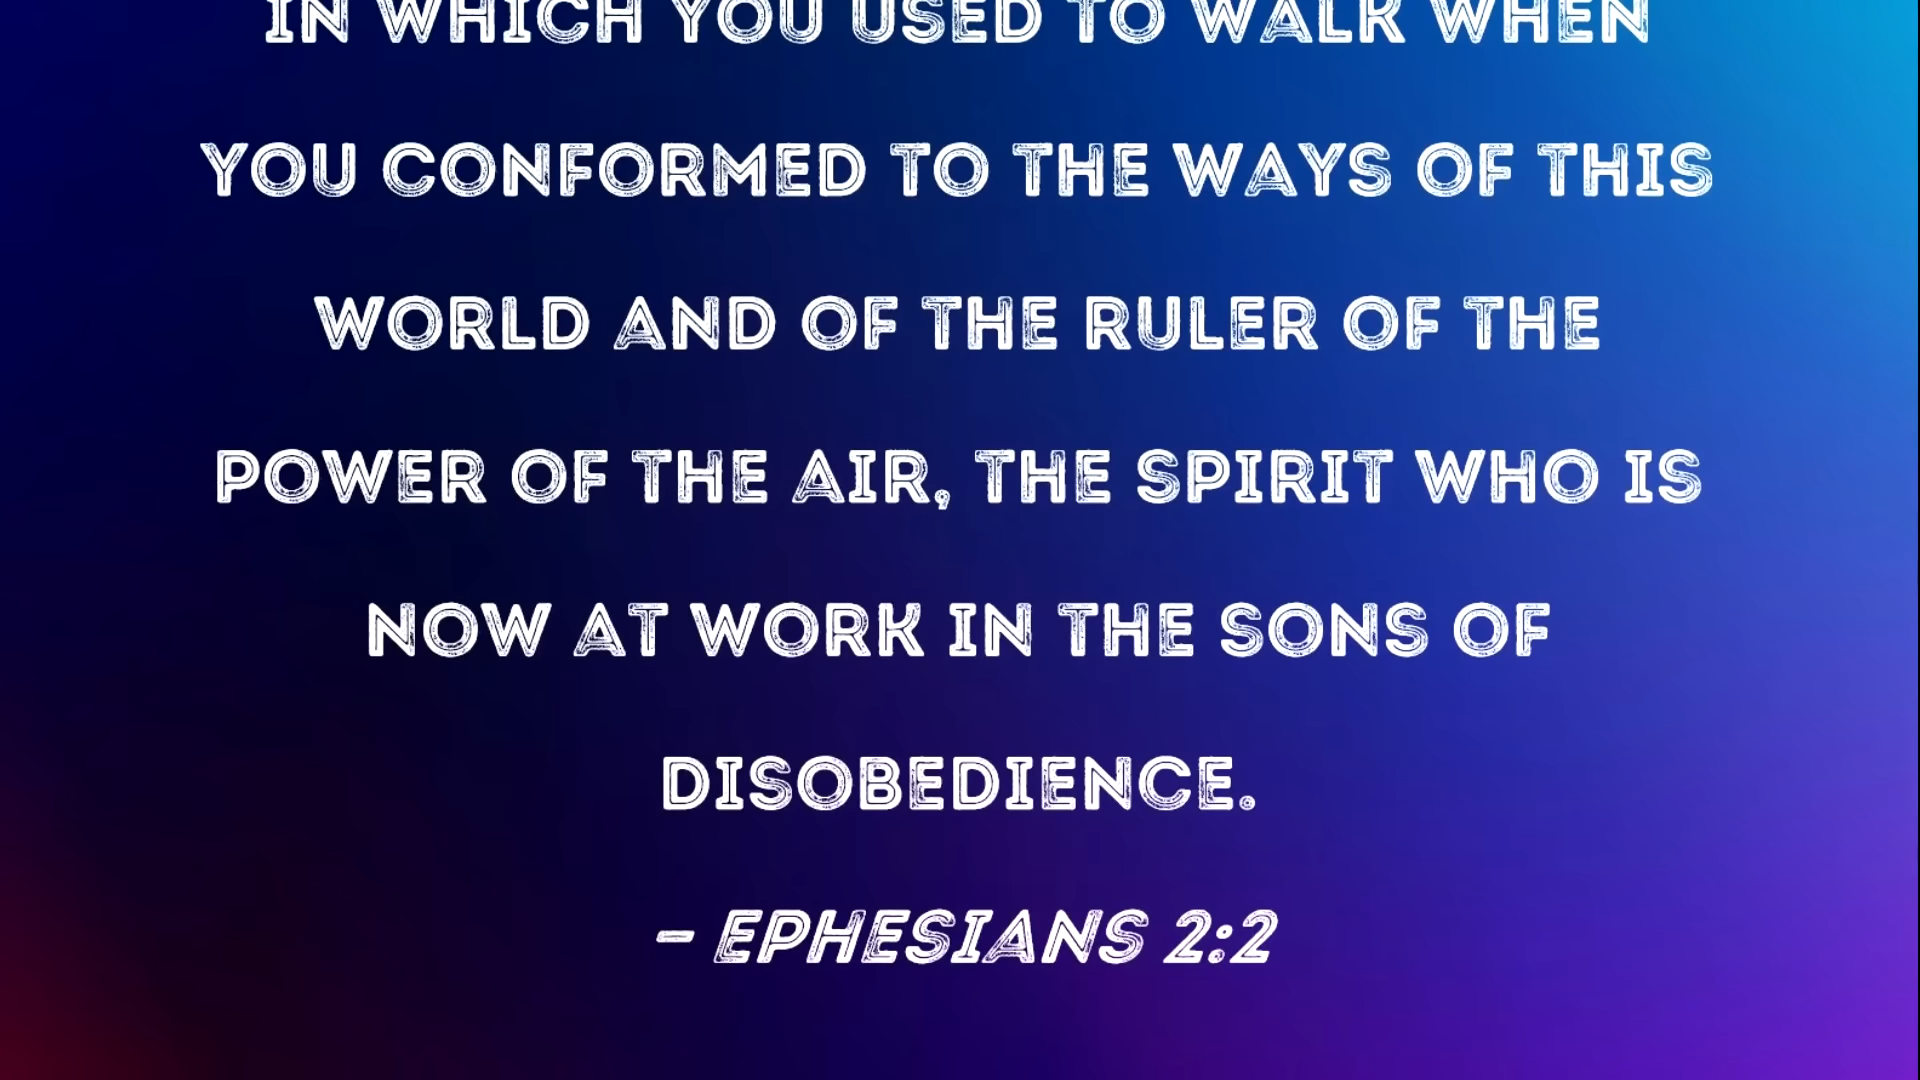 IN WHICH YOU USED TO WALK WHEN
YOU CONFORMED TO THE WAYS OF THIS
WORLD AND OF THE RULER OF THE
POWER OF THE AIR, THE SPIRIT WHO IS
NOW AT WORK IN THE SONS OF
DISOBEDIENCE.
– EPHESIANS 2:2